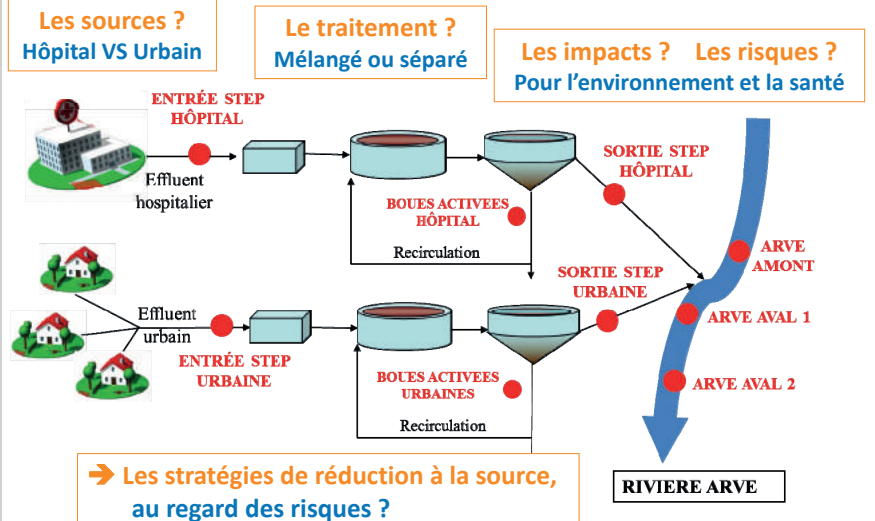 Les sources ?
Hôpital VS Urbain
Le traitement ?
Mélangé ou séparé
Les impacts ? Les risques ?
Pour l’environnement et la santé
ENTRÉE STEP
HÔPITAL
Effluent
hospitalier
BOUES ACTIVEES
HÔPITAL
Recirculation
SORTIE STEP
HÔPITAL
ARVE
AMONT
SORTIE STEP
URBAINE
Effluent
urbain
ENTRÉE STEP
URBAINE
BOUES ACTIVEES
URBAINES
Recirculation
ARVE AVAL 1
ARVE AVAL 2
➔ Les stratégies de réduction à la source,
au regard des risques ?
RIVIERE ARVE